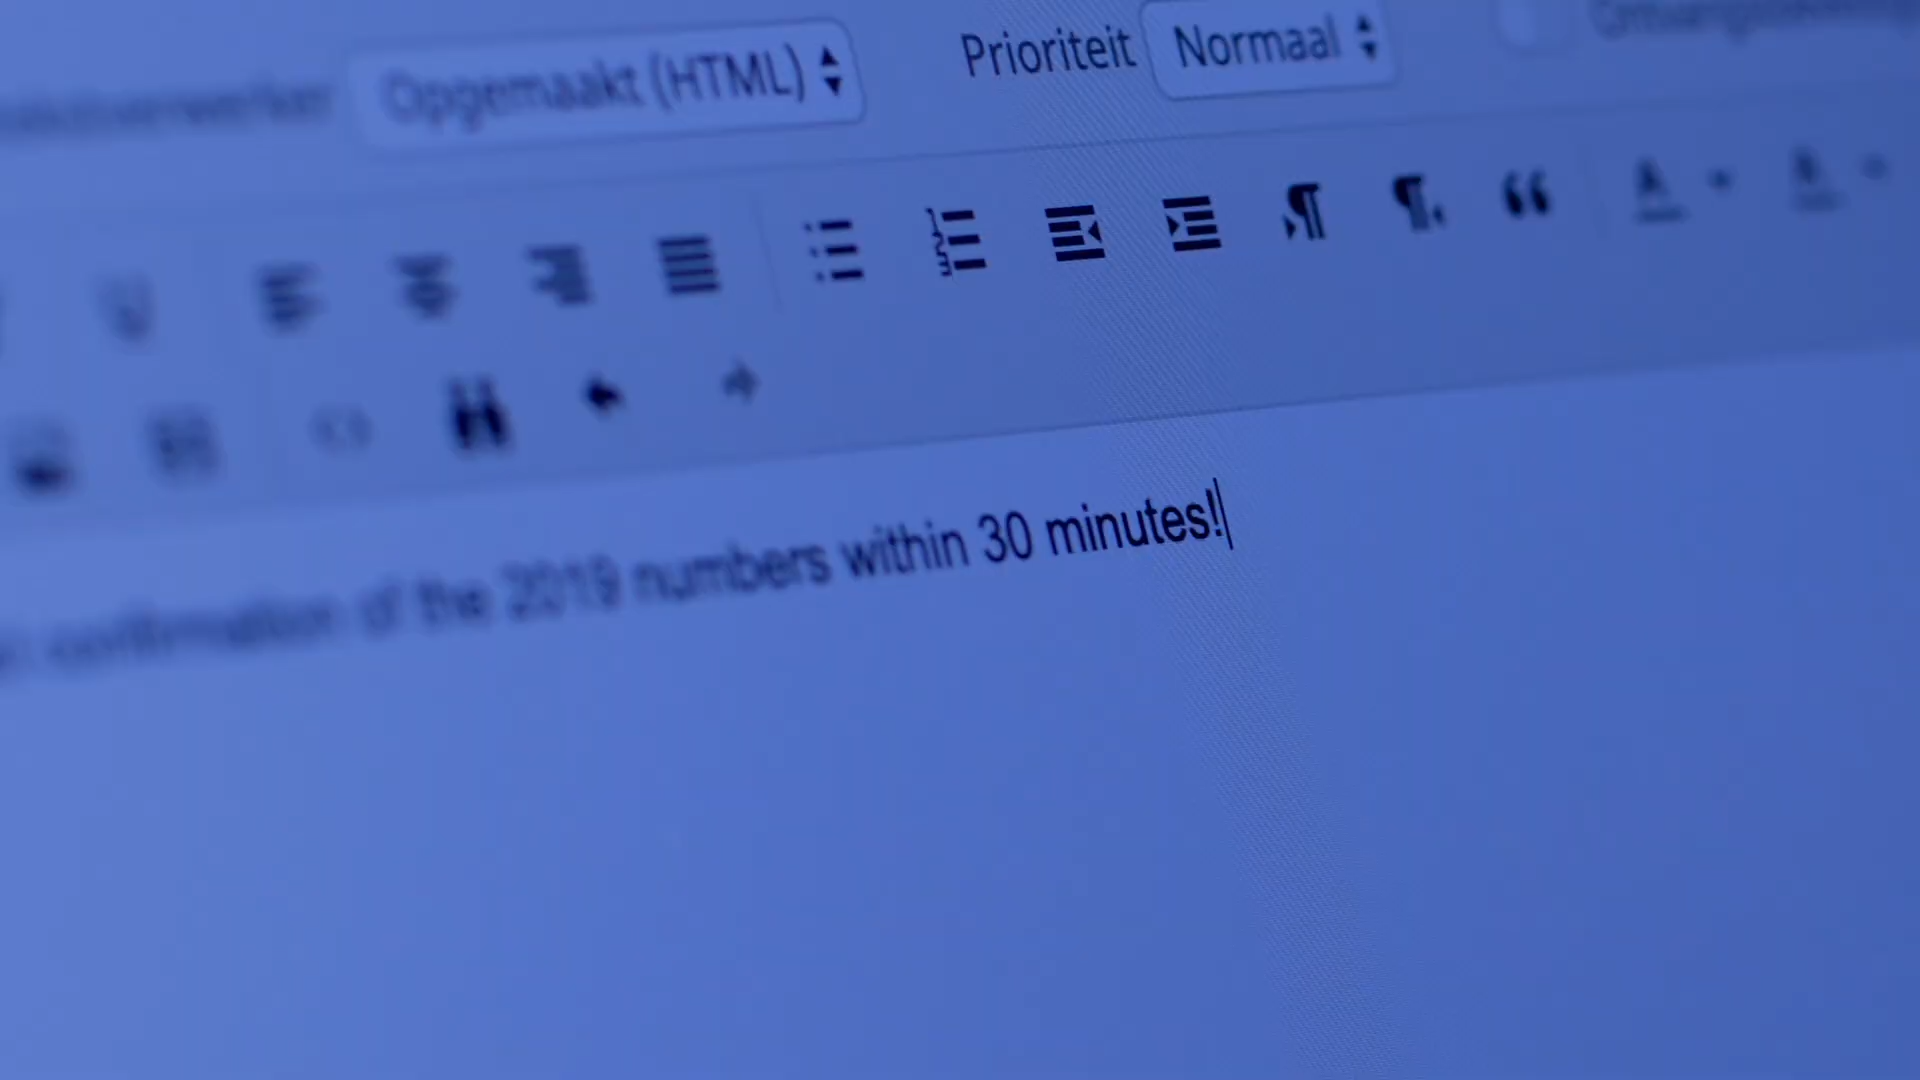 Opgemaakt (HTML) Prioriteit Normaal
confirmation of the 2019 numbers within 30 minutes!